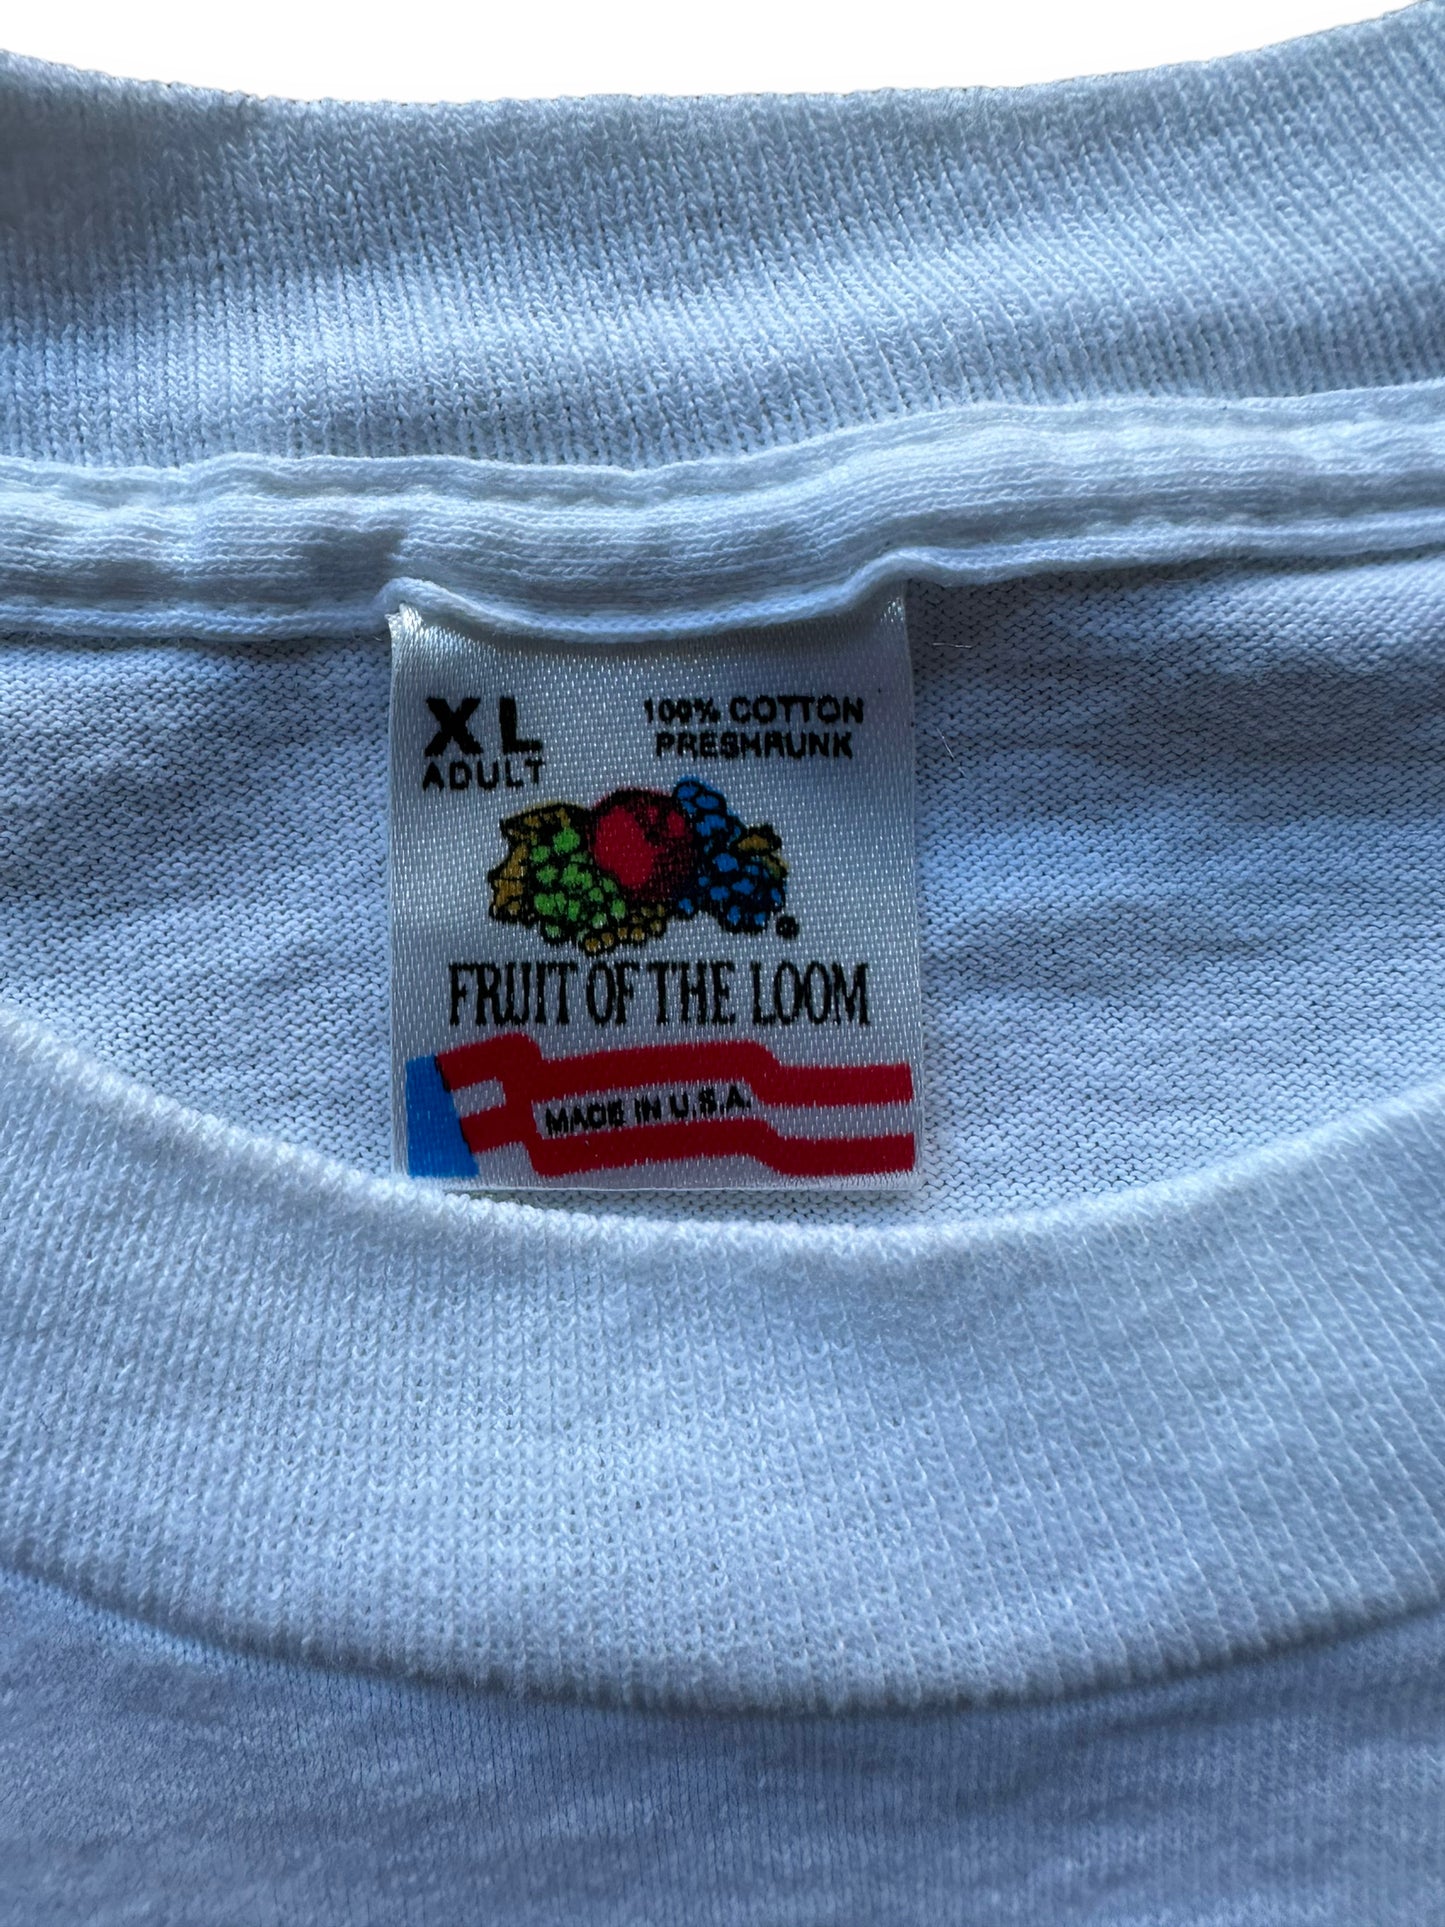 XL
ADULT
100% COTTON
PRESHRUNK
®
FRUIT OF THE LOOM
MADE IN U.S.A.